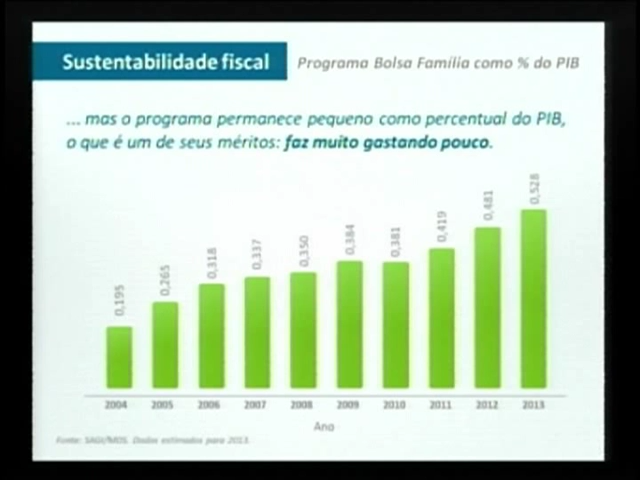 Sustentabilidade fiscal
Programa Bolsa Família como % do PIB
... mas o programa permanece pequeno como percentual do PIB,
o que é um de seus méritos: faz muito gastando pouco.
0,195
0,265
0,318
0,337
0,350
0,384
0,381
0,419
0,481
0,528
2004 2005 2006 2007 2008 2009 2010 2011 2012 2013
Ano
Fonte: SAGI/MDS. Dados estimados para 2013.